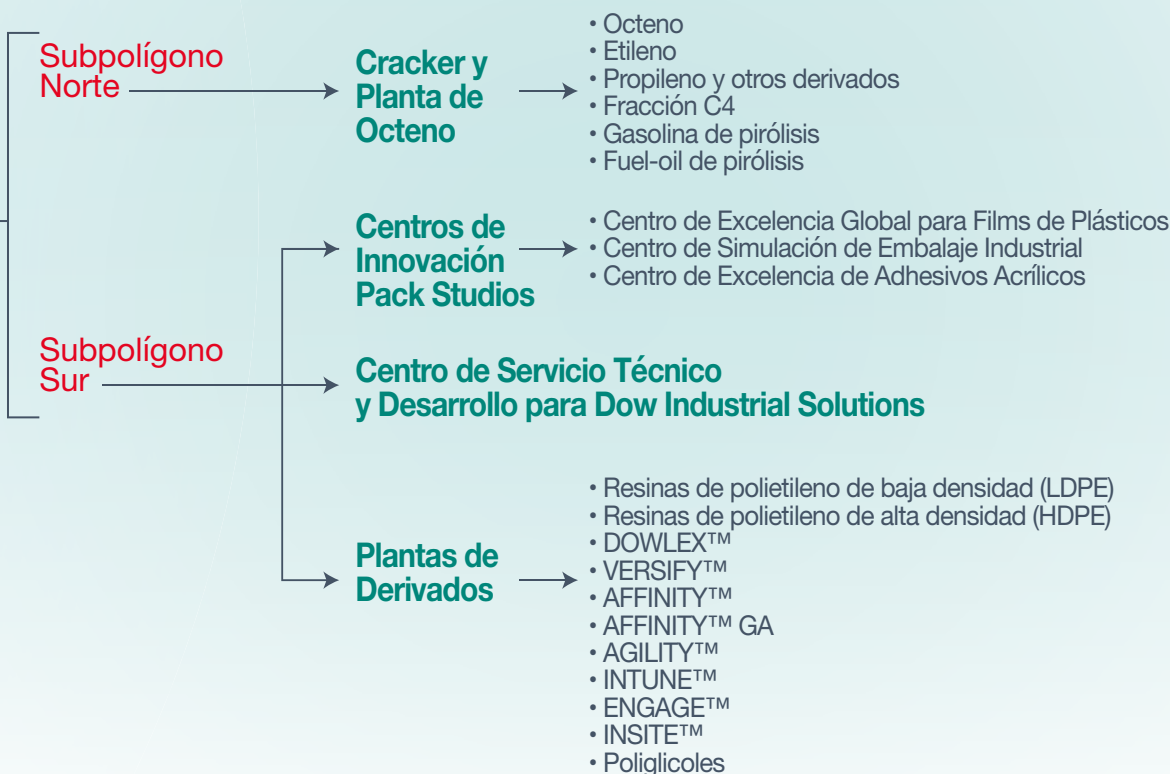 Subpolígono
Norte
Cracker y
Planta de
Octeno
• Octeno
• Etileno
• Propileno y otros derivados
• Fracción C4
• Gasolina de pirólisis
• Fuel-oil de pirólisis
Subpolígono
Sur
Centros de
Innovación
Pack Studios
• Centro de Excelencia Global para Films de Plásticos
• Centro de Simulación de Embalaje Industrial
• Centro de Excelencia de Adhesivos Acrílicos
Centro de Servicio Técnico
y Desarrollo para Dow Industrial Solutions
Plantas de
Derivados
• Resinas de polietileno de baja densidad (LDPE)
• Resinas de polietileno de alta densidad (HDPE)
• DOWLEX™
• VERSIFY™
• AFFINITY™
• AFFINITY™ GA
• AGILITY™
• INTUNE™
• ENGAGE™
• INSITE™
• Poliglicoles